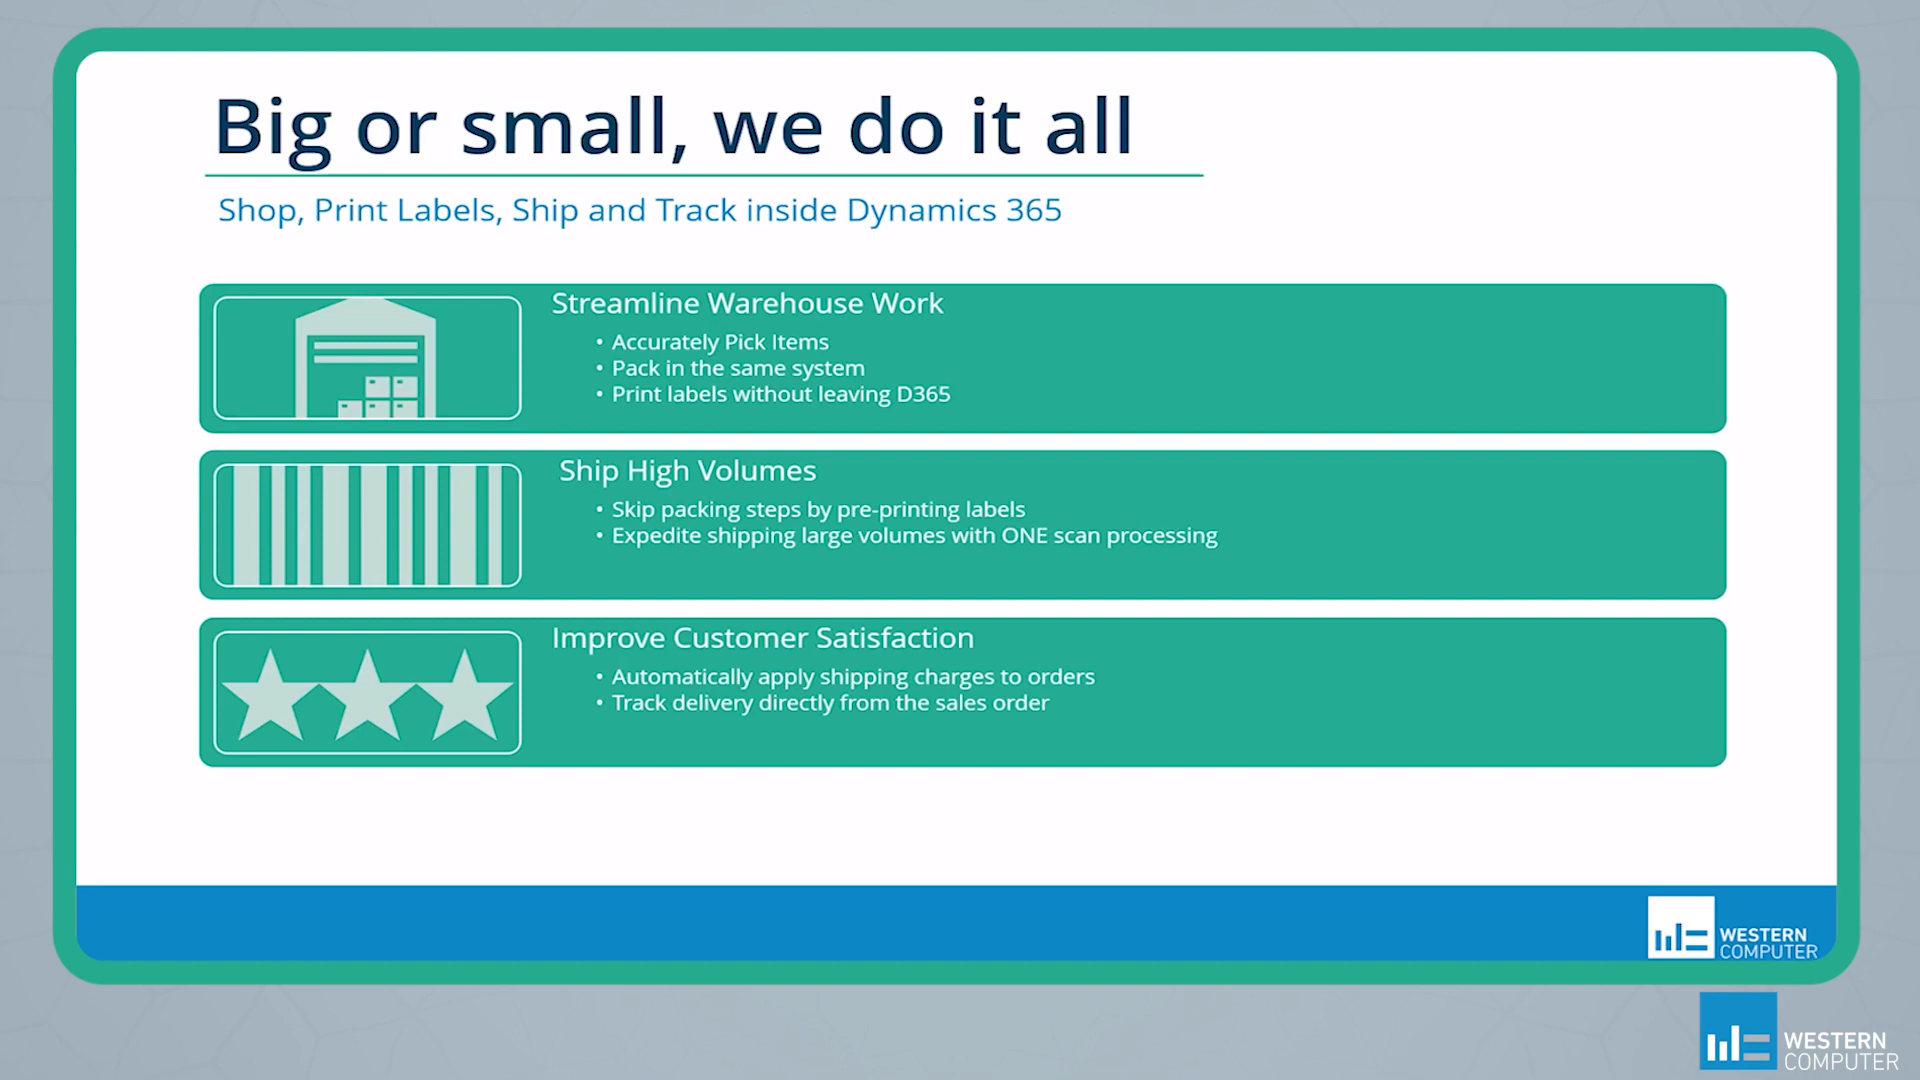 Big or small, we do it all
Shop, Print Labels, Ship and Track inside Dynamics 365
Streamline Warehouse Work
• Accurately Pick Items
• Pack in the same system
• Print labels without leaving D365
Ship High Volumes
• Skip packing steps by pre-printing labels
• Expedite shipping large volumes with ONE scan processing
Improve Customer Satisfaction
• Automatically apply shipping charges to orders
• Track delivery directly from the sales order
WESTERN
COMPUTER
WESTERN
COMPUTER